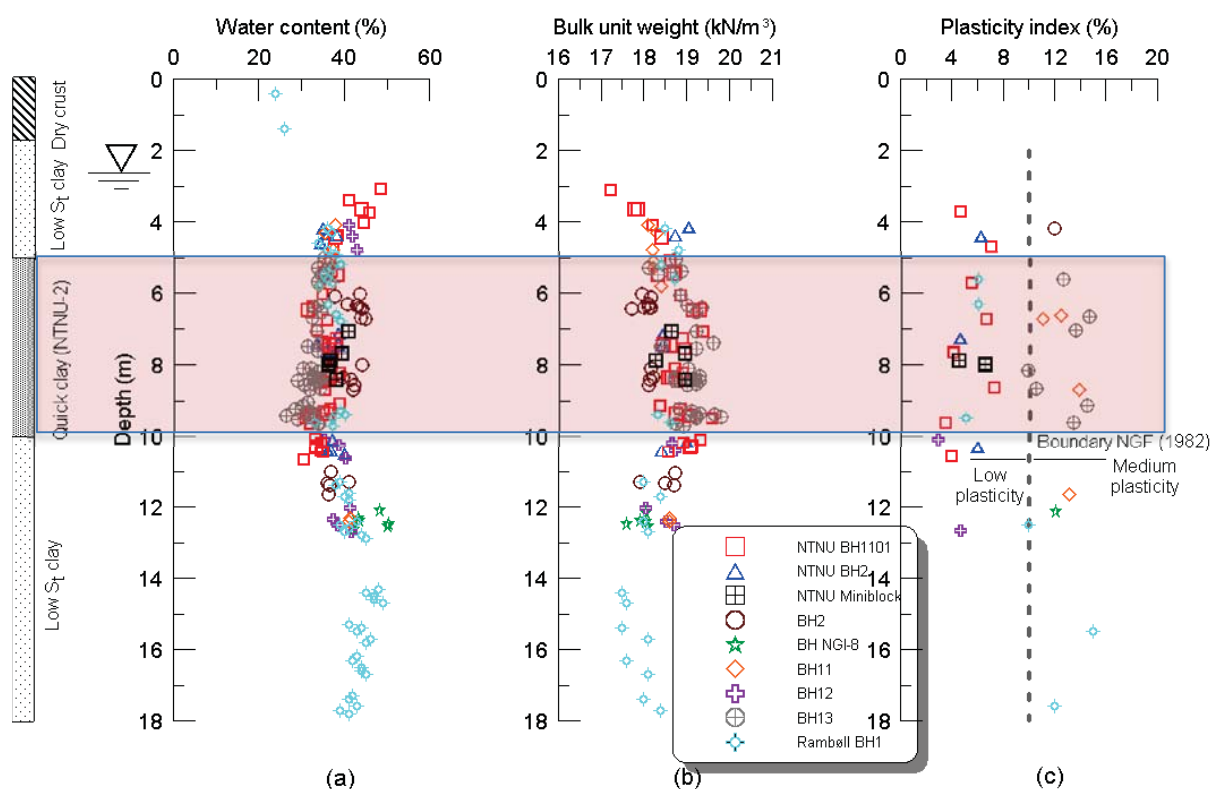 Water content (%)
0 20 40 60
Bulk unit weight (kN/m³)
16 17 18 19 20 21
Plasticity index (%)
0 4 8 12 16 20
Dry crust
Low St clay
Quick clay (NTNU-2)
Low St clay
Depth (m)
0
2
4
6
8
10
12
14
16
18
0
2
4
6
8
10
12
14
16
18
0
2
4
6
8
10
12
14
16
18
Boundary NGF (1982)
Low
plasticity
Medium
plasticity
NTNU BH1101
NTNU BH2
NTNU Miniblock
BH2
BH NGI-8
BH11
BH12
BH13
Rambøll BH1
(a)
(b)
(c)